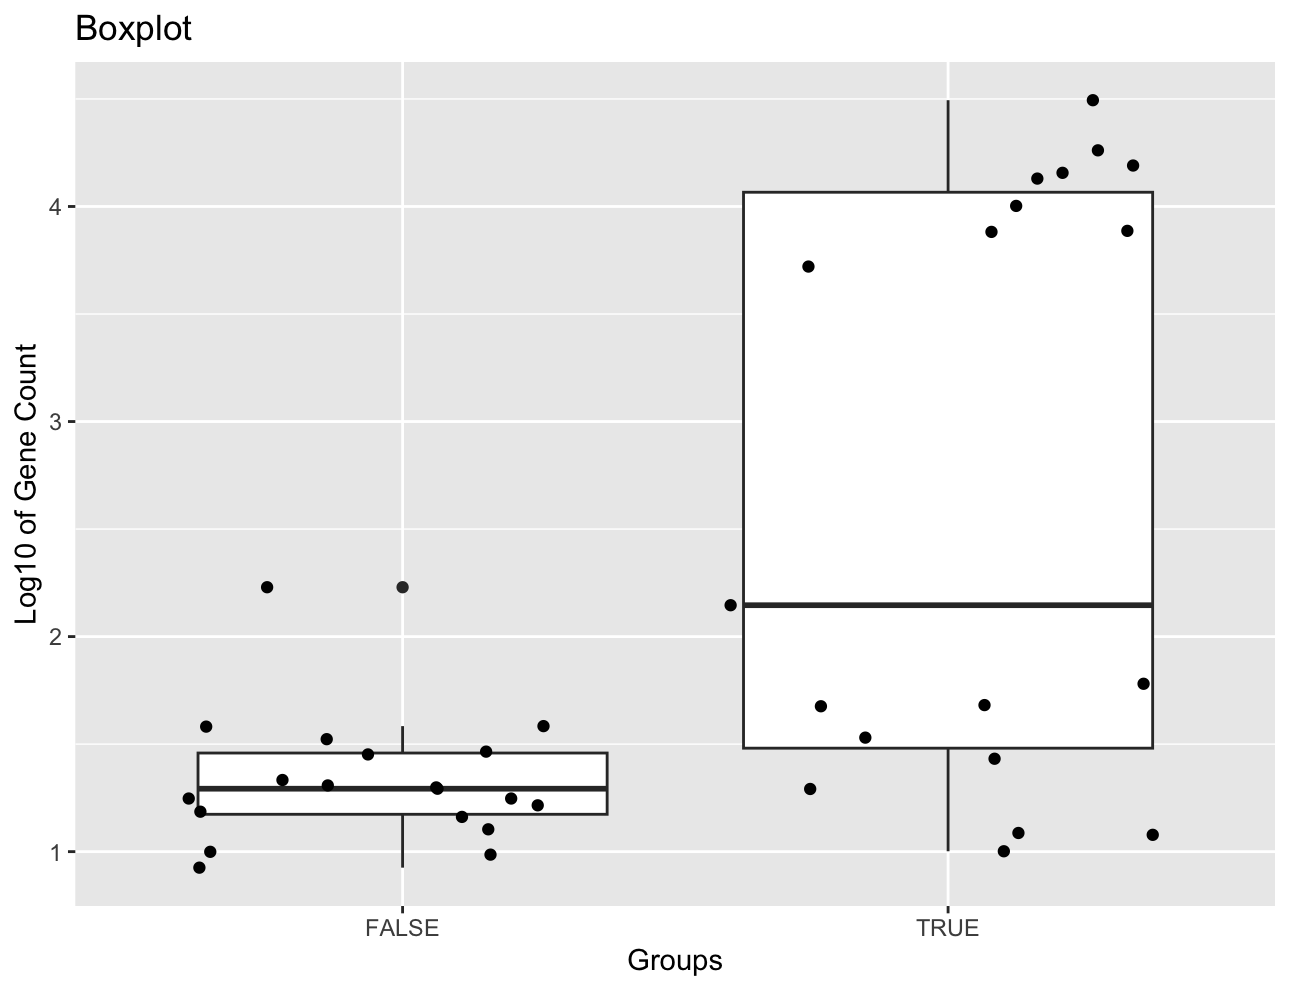 Boxplot
Log10 of Gene Count
4
3
2
1
FALSE
TRUE
Groups